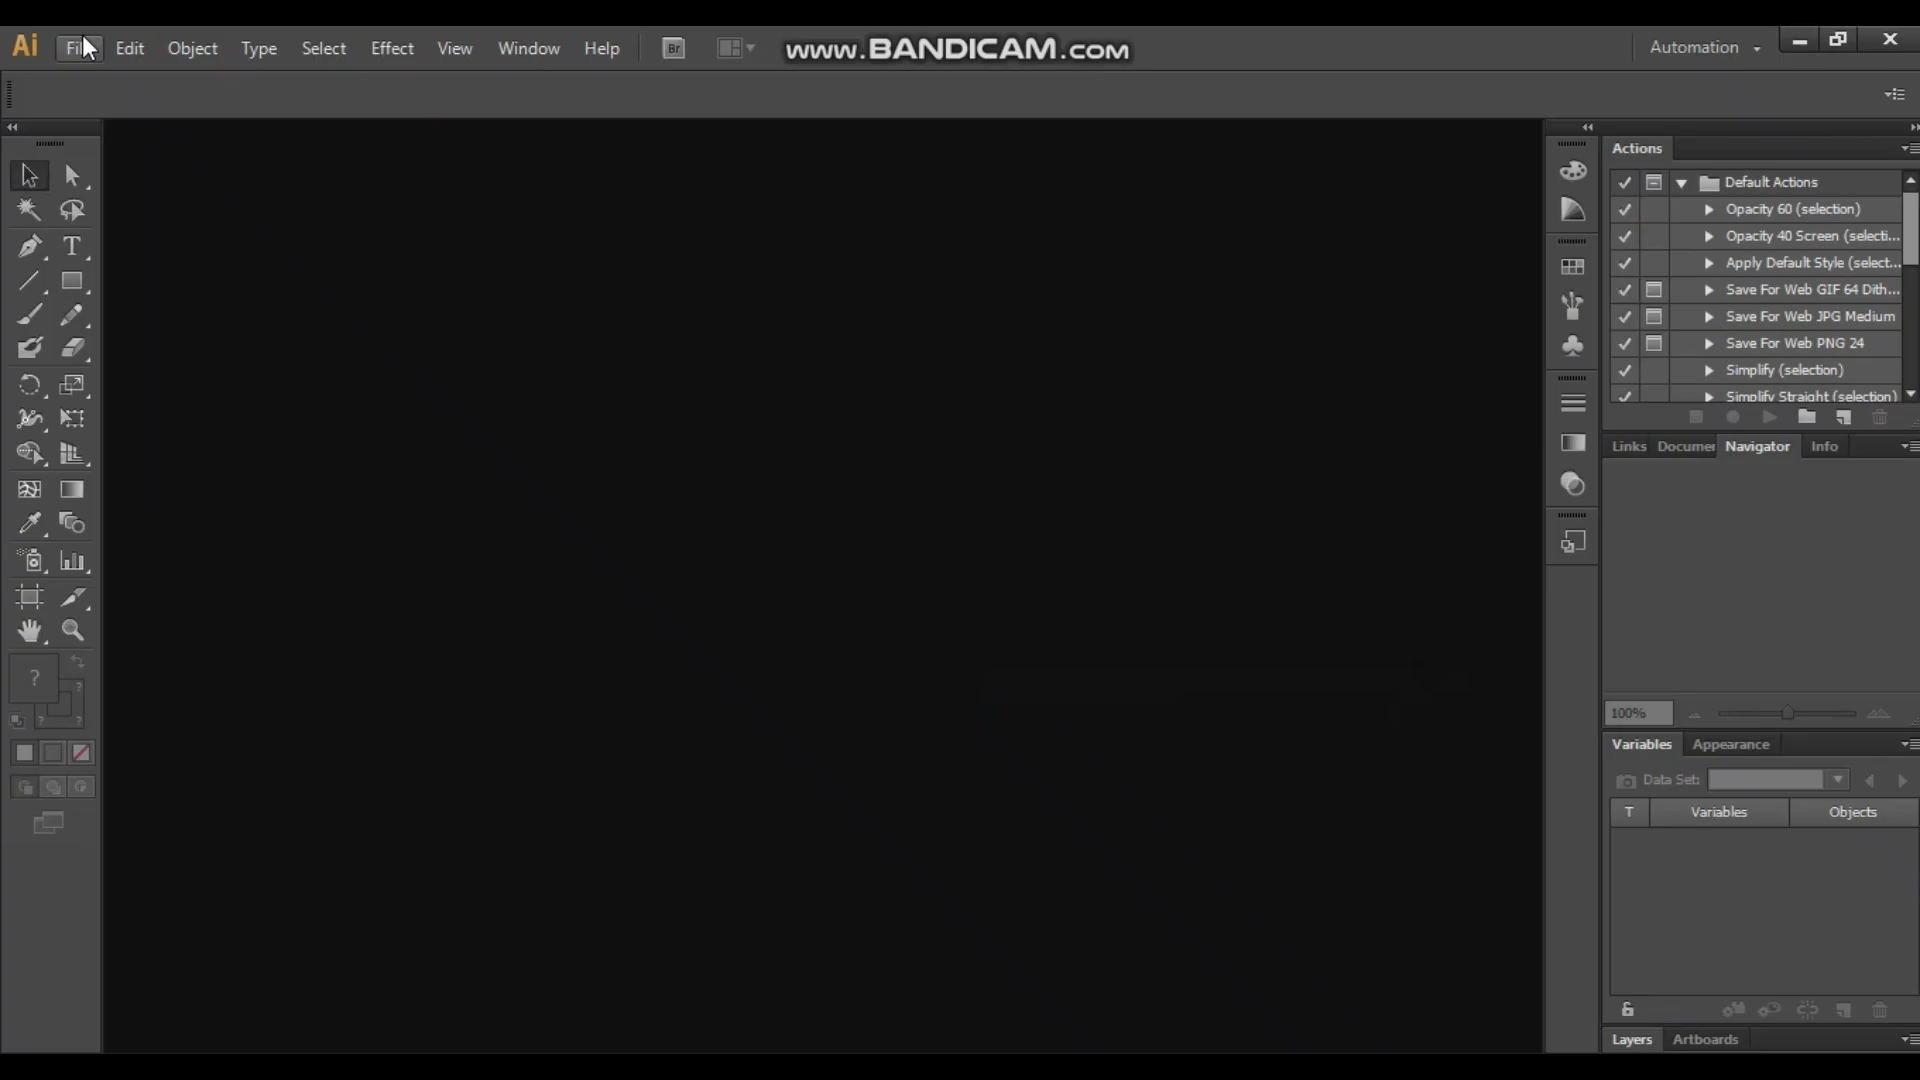 Ai Fil Edit Object Type Select Effect View Window Help Br www.BANDICAM.com Automation
Actions
Default Actions
Opacity 60 (selection)
Opacity 40 Screen (selecti...
Apply Default Style (select...
Save For Web GIF 64 Dith...
Save For Web JPG Medium
Save For Web PNG 24
Simplify (selection)
Simplify Straight (selection)
Links Documer Navigator Info
100%
Variables Appearance
Data Set:
T Variables Objects
Layers Artboards
T
?
?
? ?